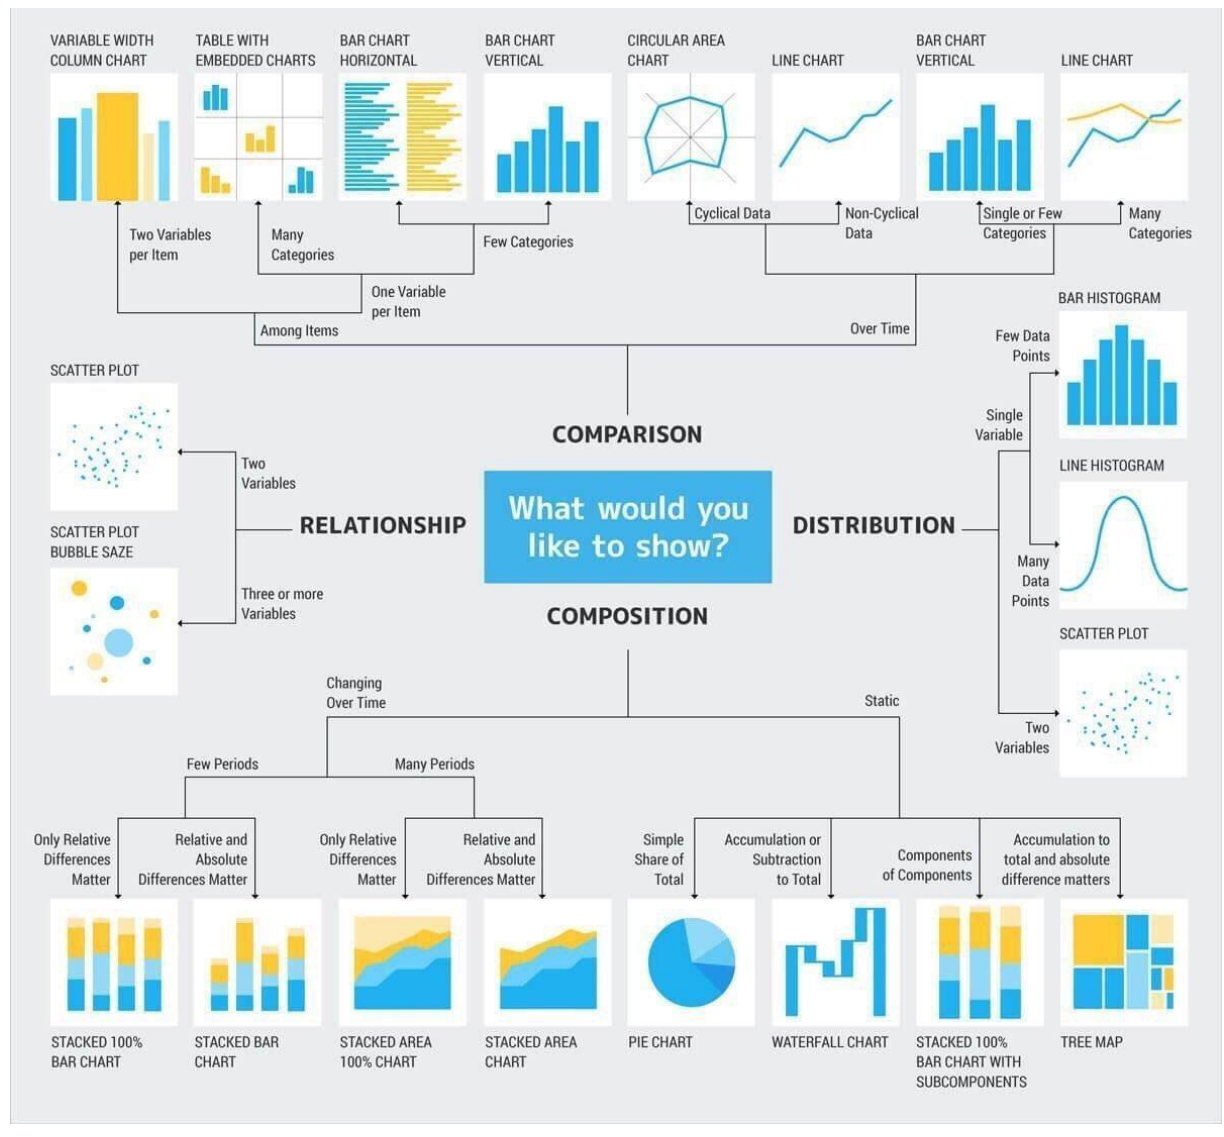 VARIABLE WIDTH
COLUMN CHART
TABLE WITH
EMBEDDED CHARTS
BAR CHART
HORIZONTAL
BAR CHART
VERTICAL
CIRCULAR AREA
CHART
LINE CHART
BAR CHART
VERTICAL
LINE CHART
Two Variables
per Item
Many
Categories
Few Categories
One Variable
per Item
Among Items
Cyclical Data
Non-Cyclical
Data
Single or Few
Categories
Many
Categories
Over Time
COMPARISON
SCATTER PLOT
Two
Variables
SCATTER PLOT
BUBBLE SAZE
Three or more
Variables
RELATIONSHIP
What would you
like to show?
DISTRIBUTION
BAR HISTOGRAM
Few Data
Points
Single
Variable
LINE HISTOGRAM
Many
Data
Points
SCATTER PLOT
Two
Variables
COMPOSITION
Changing
Over Time
Static
Few Periods
Many Periods
Only Relative
Differences
Matter
Relative and
Absolute
Differences Matter
Only Relative
Differences
Matter
Relative and
Absolute
Differences Matter
Simple
Share of
Total
Accumulation or
Subtraction
to Total
Components
of Components
Accumulation to
total and absolute
difference matters
STACKED 100%
BAR CHART
STACKED BAR
CHART
STACKED AREA
100% CHART
STACKED AREA
CHART
PIE CHART
WATERFALL CHART
STACKED 100%
BAR CHART WITH
SUBCOMPONENTS
TREE MAP